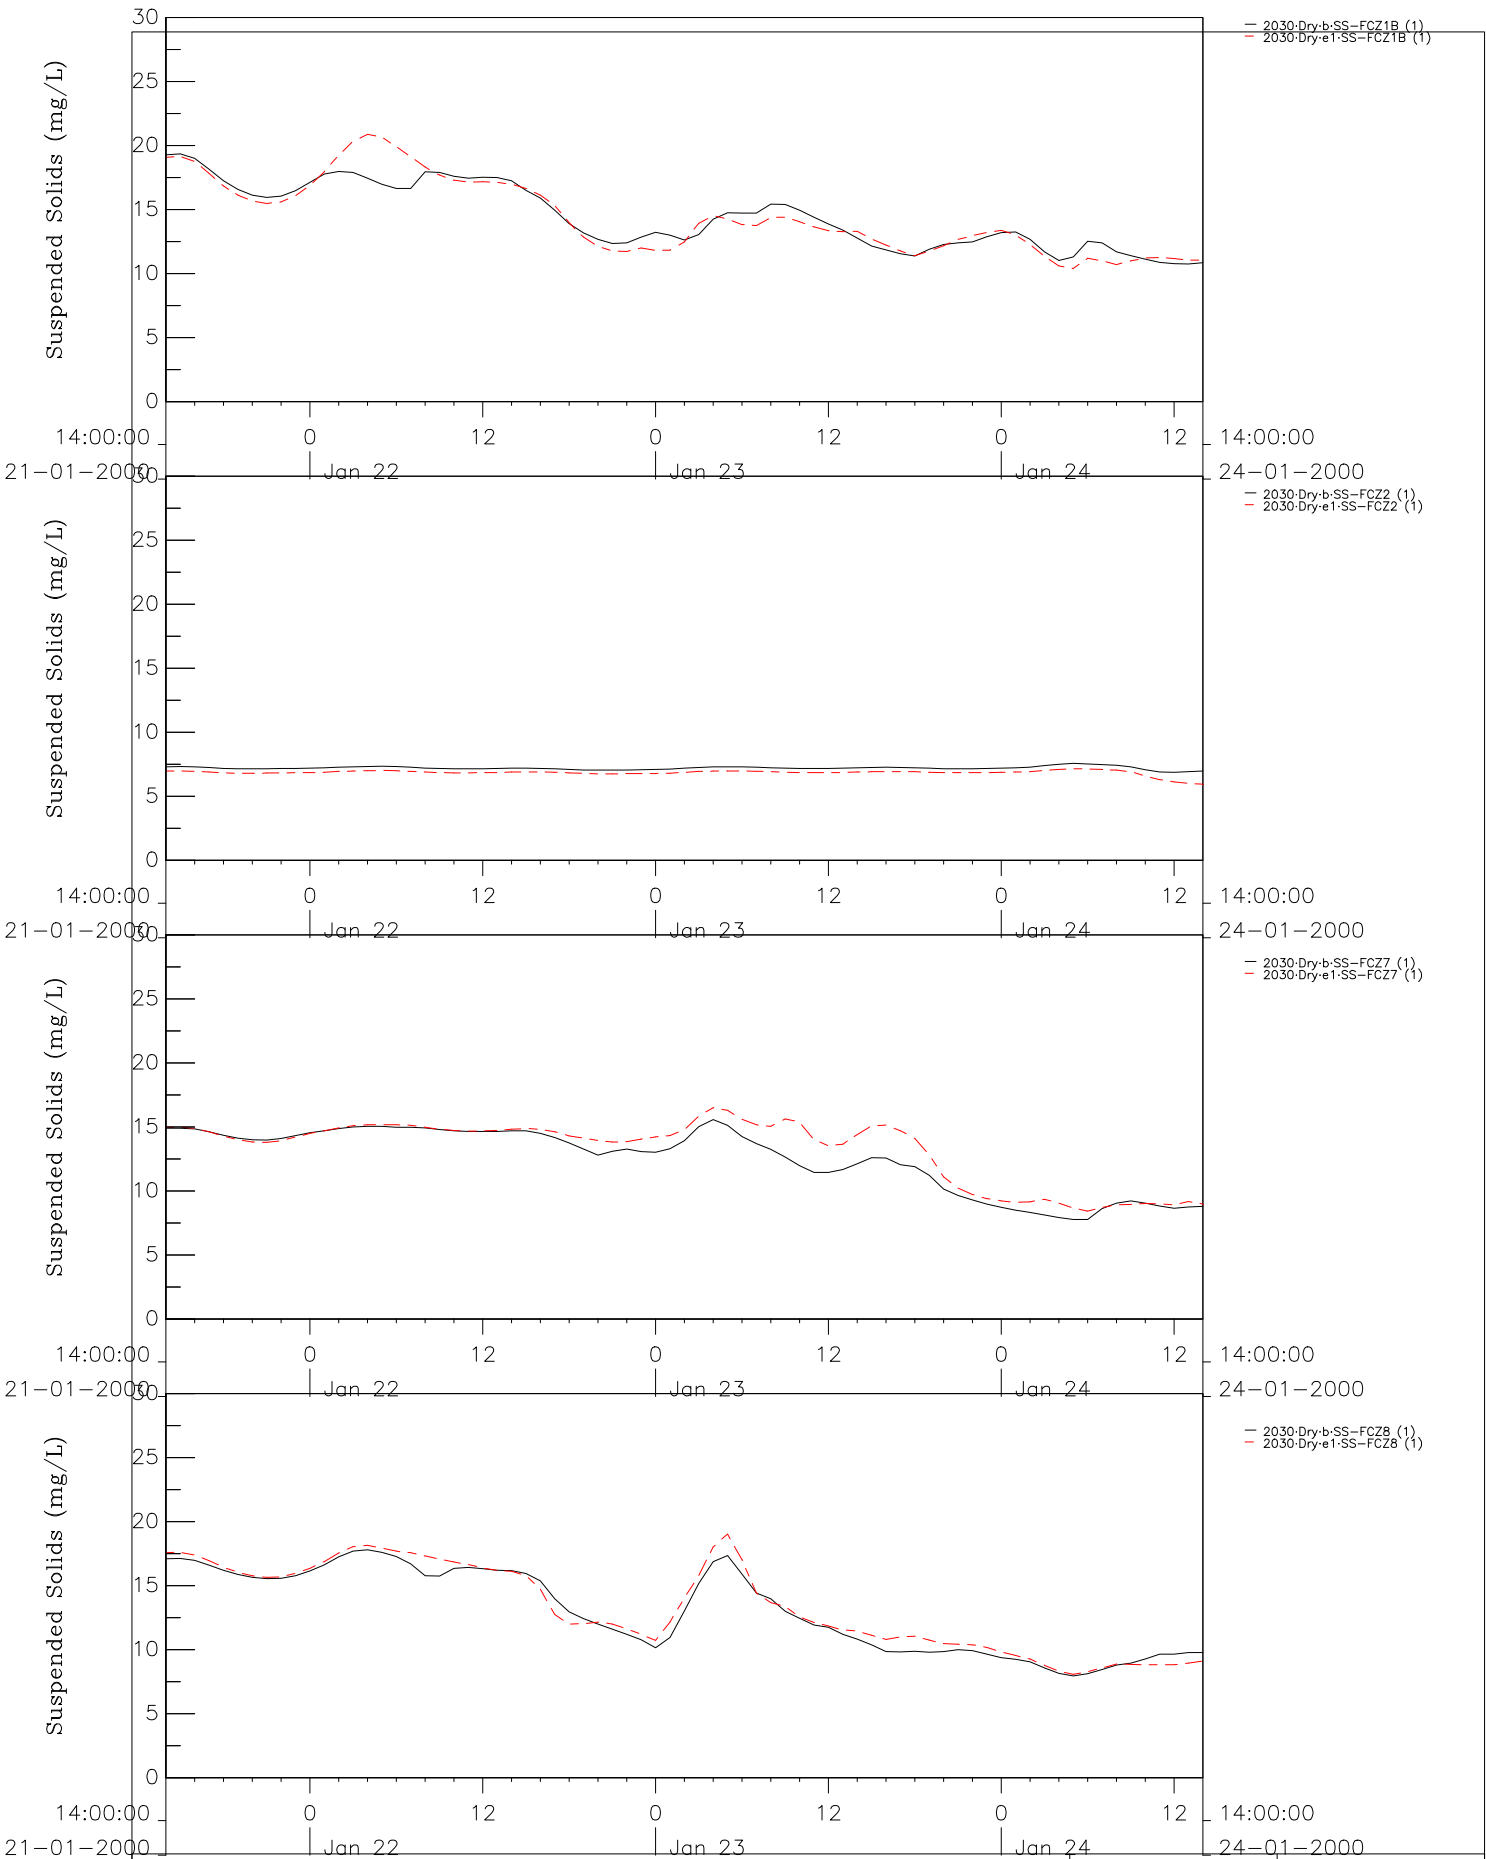 30
2030·Dry·b·SS−FCZ1B (1)
2030·Dry·e1·SS−FCZ1B (1)
25
20
15
10
5
0
Suspended Solids (mg/L)
14:00:00 0 12 0 12 0 12 14:00:00
21−01−2000 Jan 22 Jan 23 Jan 24 24−01−2000
30
2030·Dry·b·SS−FCZ2 (1)
2030·Dry·e1·SS−FCZ2 (1)
25
20
15
10
5
0
Suspended Solids (mg/L)
14:00:00 0 12 0 12 0 12 14:00:00
21−01−2000 Jan 22 Jan 23 Jan 24 24−01−2000
30
2030·Dry·b·SS−FCZ7 (1)
2030·Dry·e1·SS−FCZ7 (1)
25
20
15
10
5
0
Suspended Solids (mg/L)
14:00:00 0 12 0 12 0 12 14:00:00
21−01−2000 Jan 22 Jan 23 Jan 24 24−01−2000
30
2030·Dry·b·SS−FCZ8 (1)
2030·Dry·e1·SS−FCZ8 (1)
25
20
15
10
5
0
Suspended Solids (mg/L)
14:00:00 0 12 0 12 0 12 14:00:00
21−01−2000 Jan 22 Jan 23 Jan 24 24−01−2000